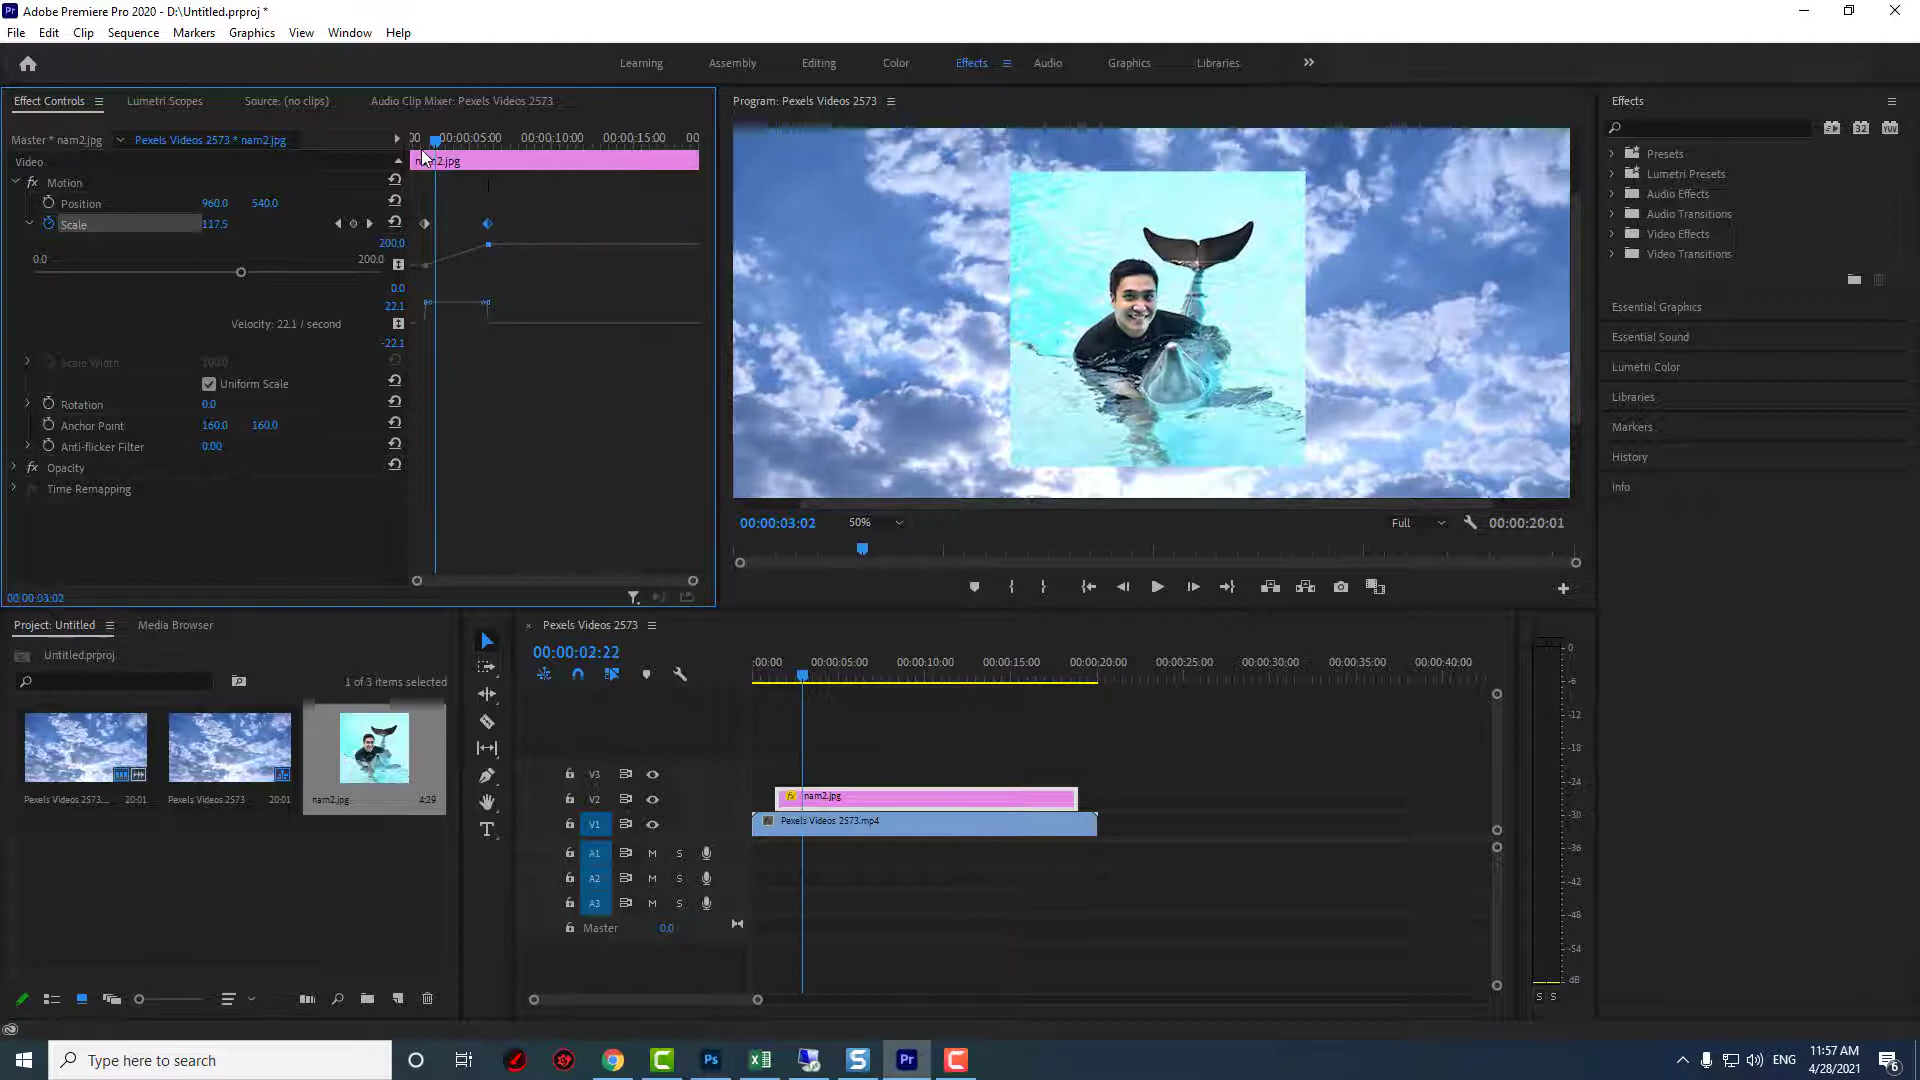 Adobe Premiere Pro 2020 - D:\Untitled.prproj *
File Edit Clip Sequence Markers Graphics View Window Help
Learning Assembly Editing Color Effects Audio Graphics Libraries
Effect Controls Lumetri Scopes Source: (no clips) Audio Clip Mixer: Pexels Videos 2573
Master * nam2.jpg Pexels Videos 2573 * nam2.jpg
:00 00:00:05:00 00:00:10:00 00:00:15:00 00
Video
nam2.jpg
fx Motion
Position 960.0 540.0
Scale 117.5
200.0
0.0 200.0
0.0
22.1
Velocity: 22.1 / second
-22.1
Scale Width 100.0
Uniform Scale
Rotation 0.0
Anchor Point 160.0 160.0
Anti-flicker Filter 0.00
fx Opacity
Time Remapping
00:00:03:02
Program: Pexels Videos 2573
00:00:03:02 50% Full 00:00:20:01
Effects
32 YUV
Presets
Lumetri Presets
Audio Effects
Audio Transitions
Video Effects
Video Transitions
Essential Graphics
Essential Sound
Lumetri Color
Libraries
Markers
History
Info
Project: Untitled Media Browser
Untitled.prproj
1 of 3 items selected
Pexels Videos 2573... 20:01
Pexels Videos 2573 20:01
nam2.jpg 4:29
Pexels Videos 2573
00:00:02:22
:00:00 00:00:05:00 00:00:10:00 00:00:15:00 00:00:20:00 00:00:25:00 00:00:30:00 00:00:35:00 00:00:40:00
V3
V2 fx nam2.jpg
V1 Pexels Videos 2573.mp4
A1 M S
A2 M S
A3 M S
Master 0.0
0
-6
-12
-18
-24
-30
-36
-42
-48
-54
dB
S S
Type here to search
Ps
Pr
ENG
11:57 AM
4/28/2021
6